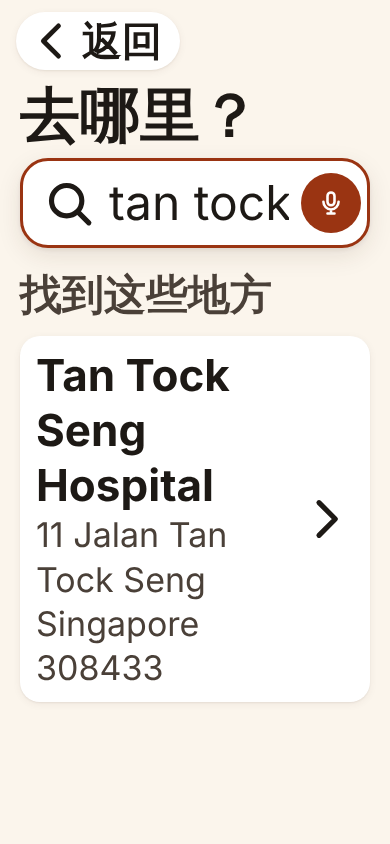 返回
去哪里？
tan tock
找到这些地方
Tan Tock
Seng
Hospital
11 Jalan Tan
Tock Seng
Singapore
308433